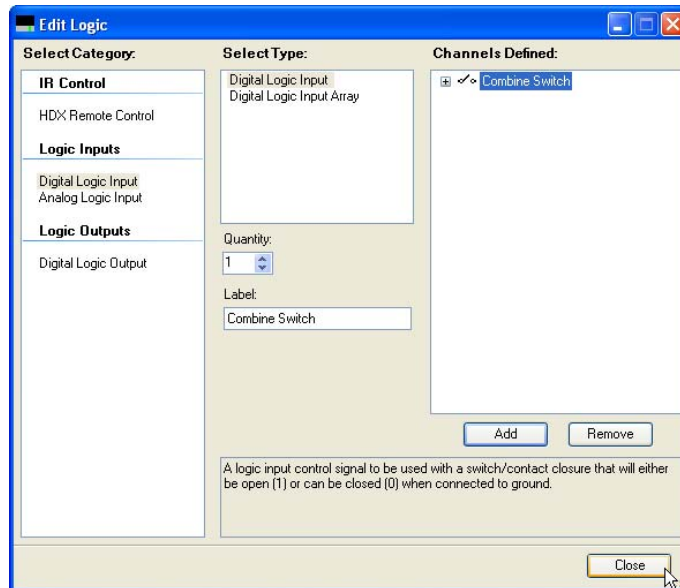 Edit Logic
Select Category:
IR Control
HDX Remote Control
Logic Inputs
Digital Logic Input
Analog Logic Input
Logic Outputs
Digital Logic Output
Select Type:
Digital Logic Input
Digital Logic Input Array
Quantity:
1
Label:
Combine Switch
Channels Defined:
Combine Switch
Add
Remove
A logic input control signal to be used with a switch/contact closure that will either
be open (1) or can be closed (0) when connected to ground.
Close